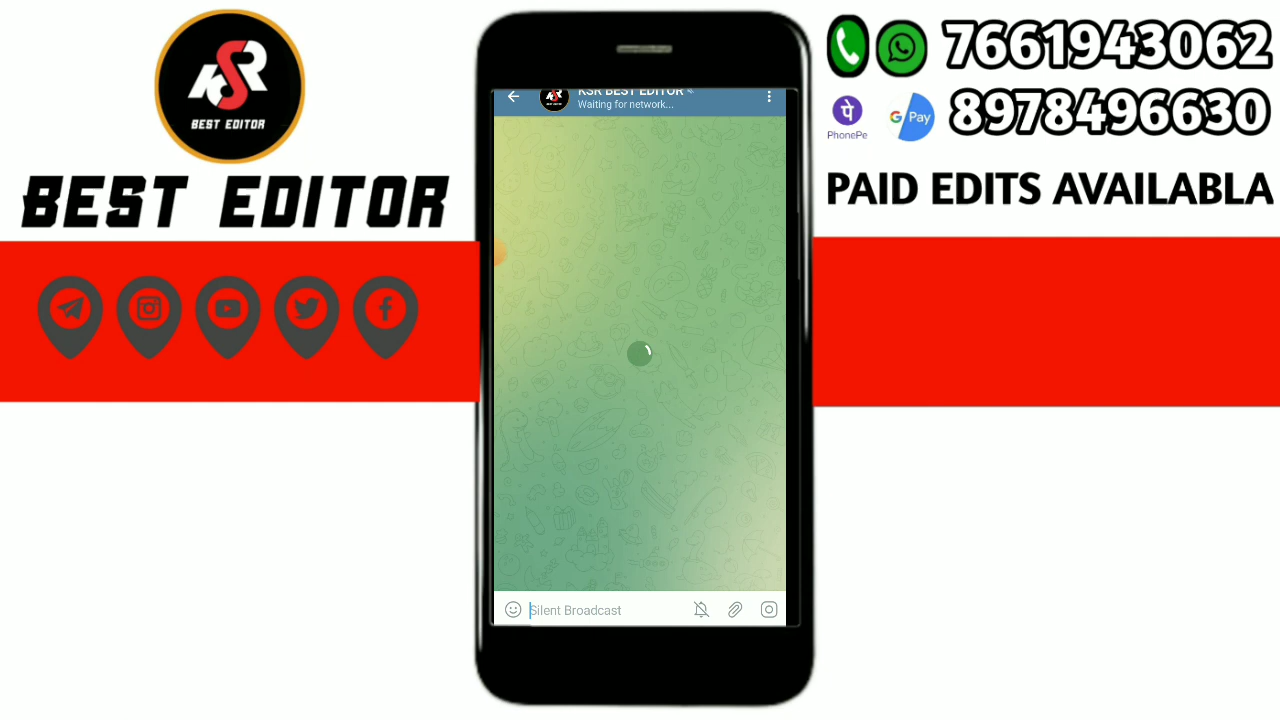 KSR
BEST EDITOR
BEST EDITOR
KSR BEST EDITOR
Waiting for network...
Silent Broadcast
7661943062
पे
PhonePe
G Pay
8978496630
PAID EDITS AVAILABLA